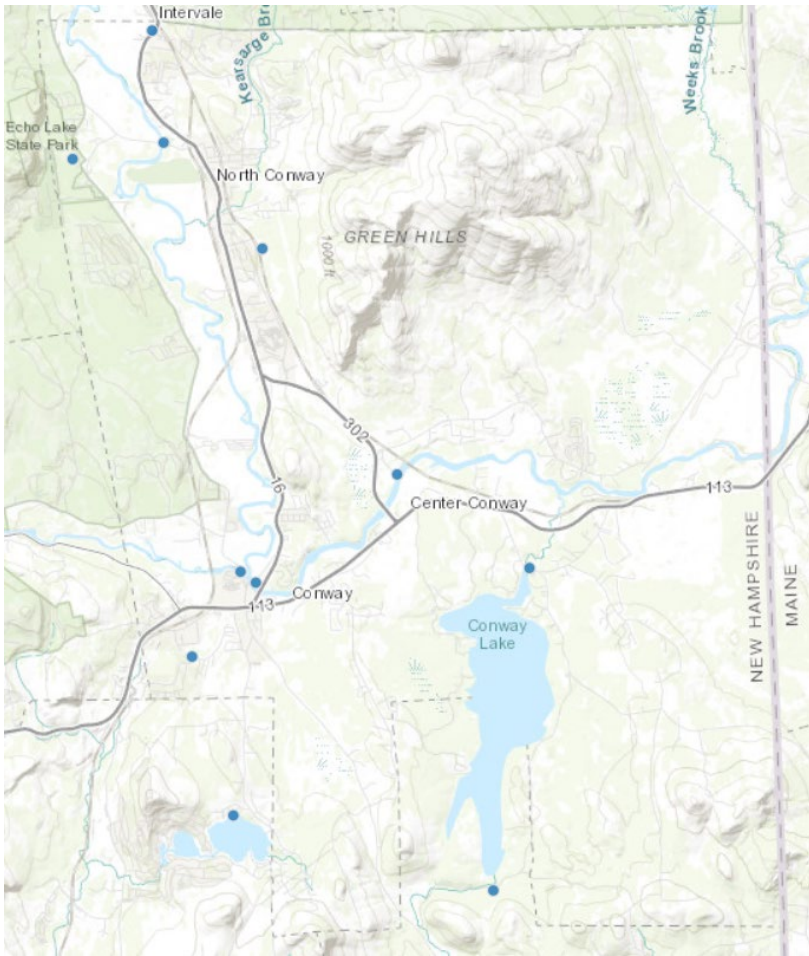 Intervale
Kearsarge Bro
Weeks Brook
Echo Lake
State Park
North Conway
GREEN HILLS
1000 ft
302
16
Center Conway
113
NEW HAMPSHIRE
MAINE
113
Conway
Conway
Lake